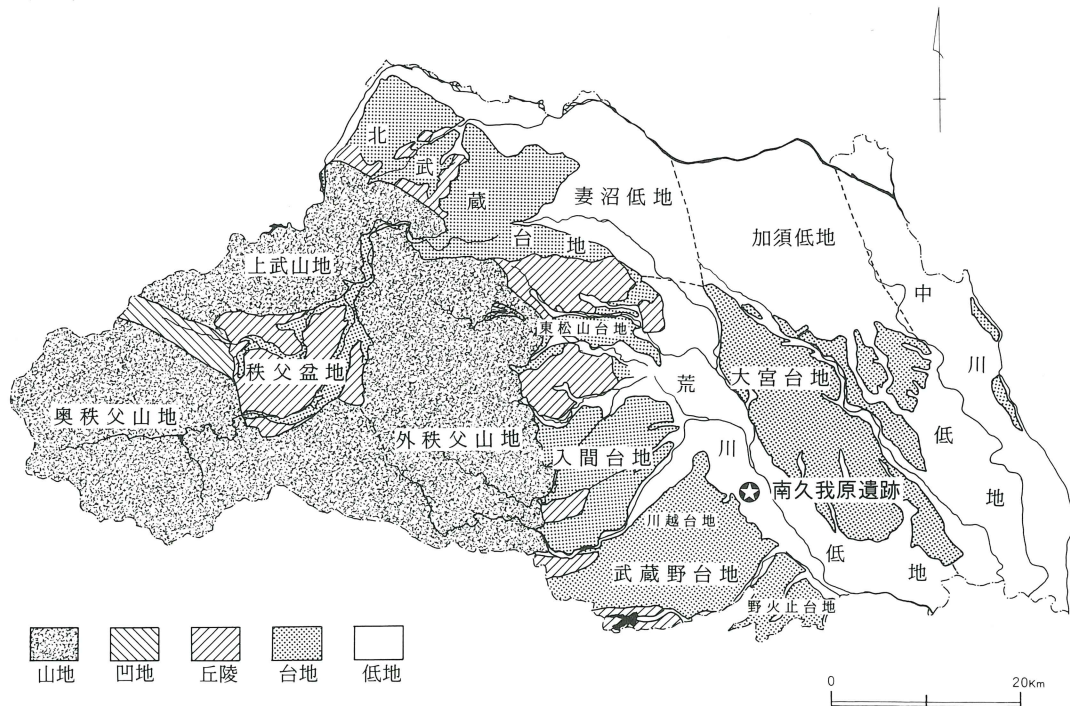 北武蔵台地
妻沼低地
加須低地
上武山地
中川低地
東松山台地
秩父盆地
大宮台地
荒川低地
奥秩父山地
外秩父山地
入間台地
南久我原遺跡
川越台地
武蔵野台地
野火止台地
山地
凹地
丘陵
台地
低地
0
20Km